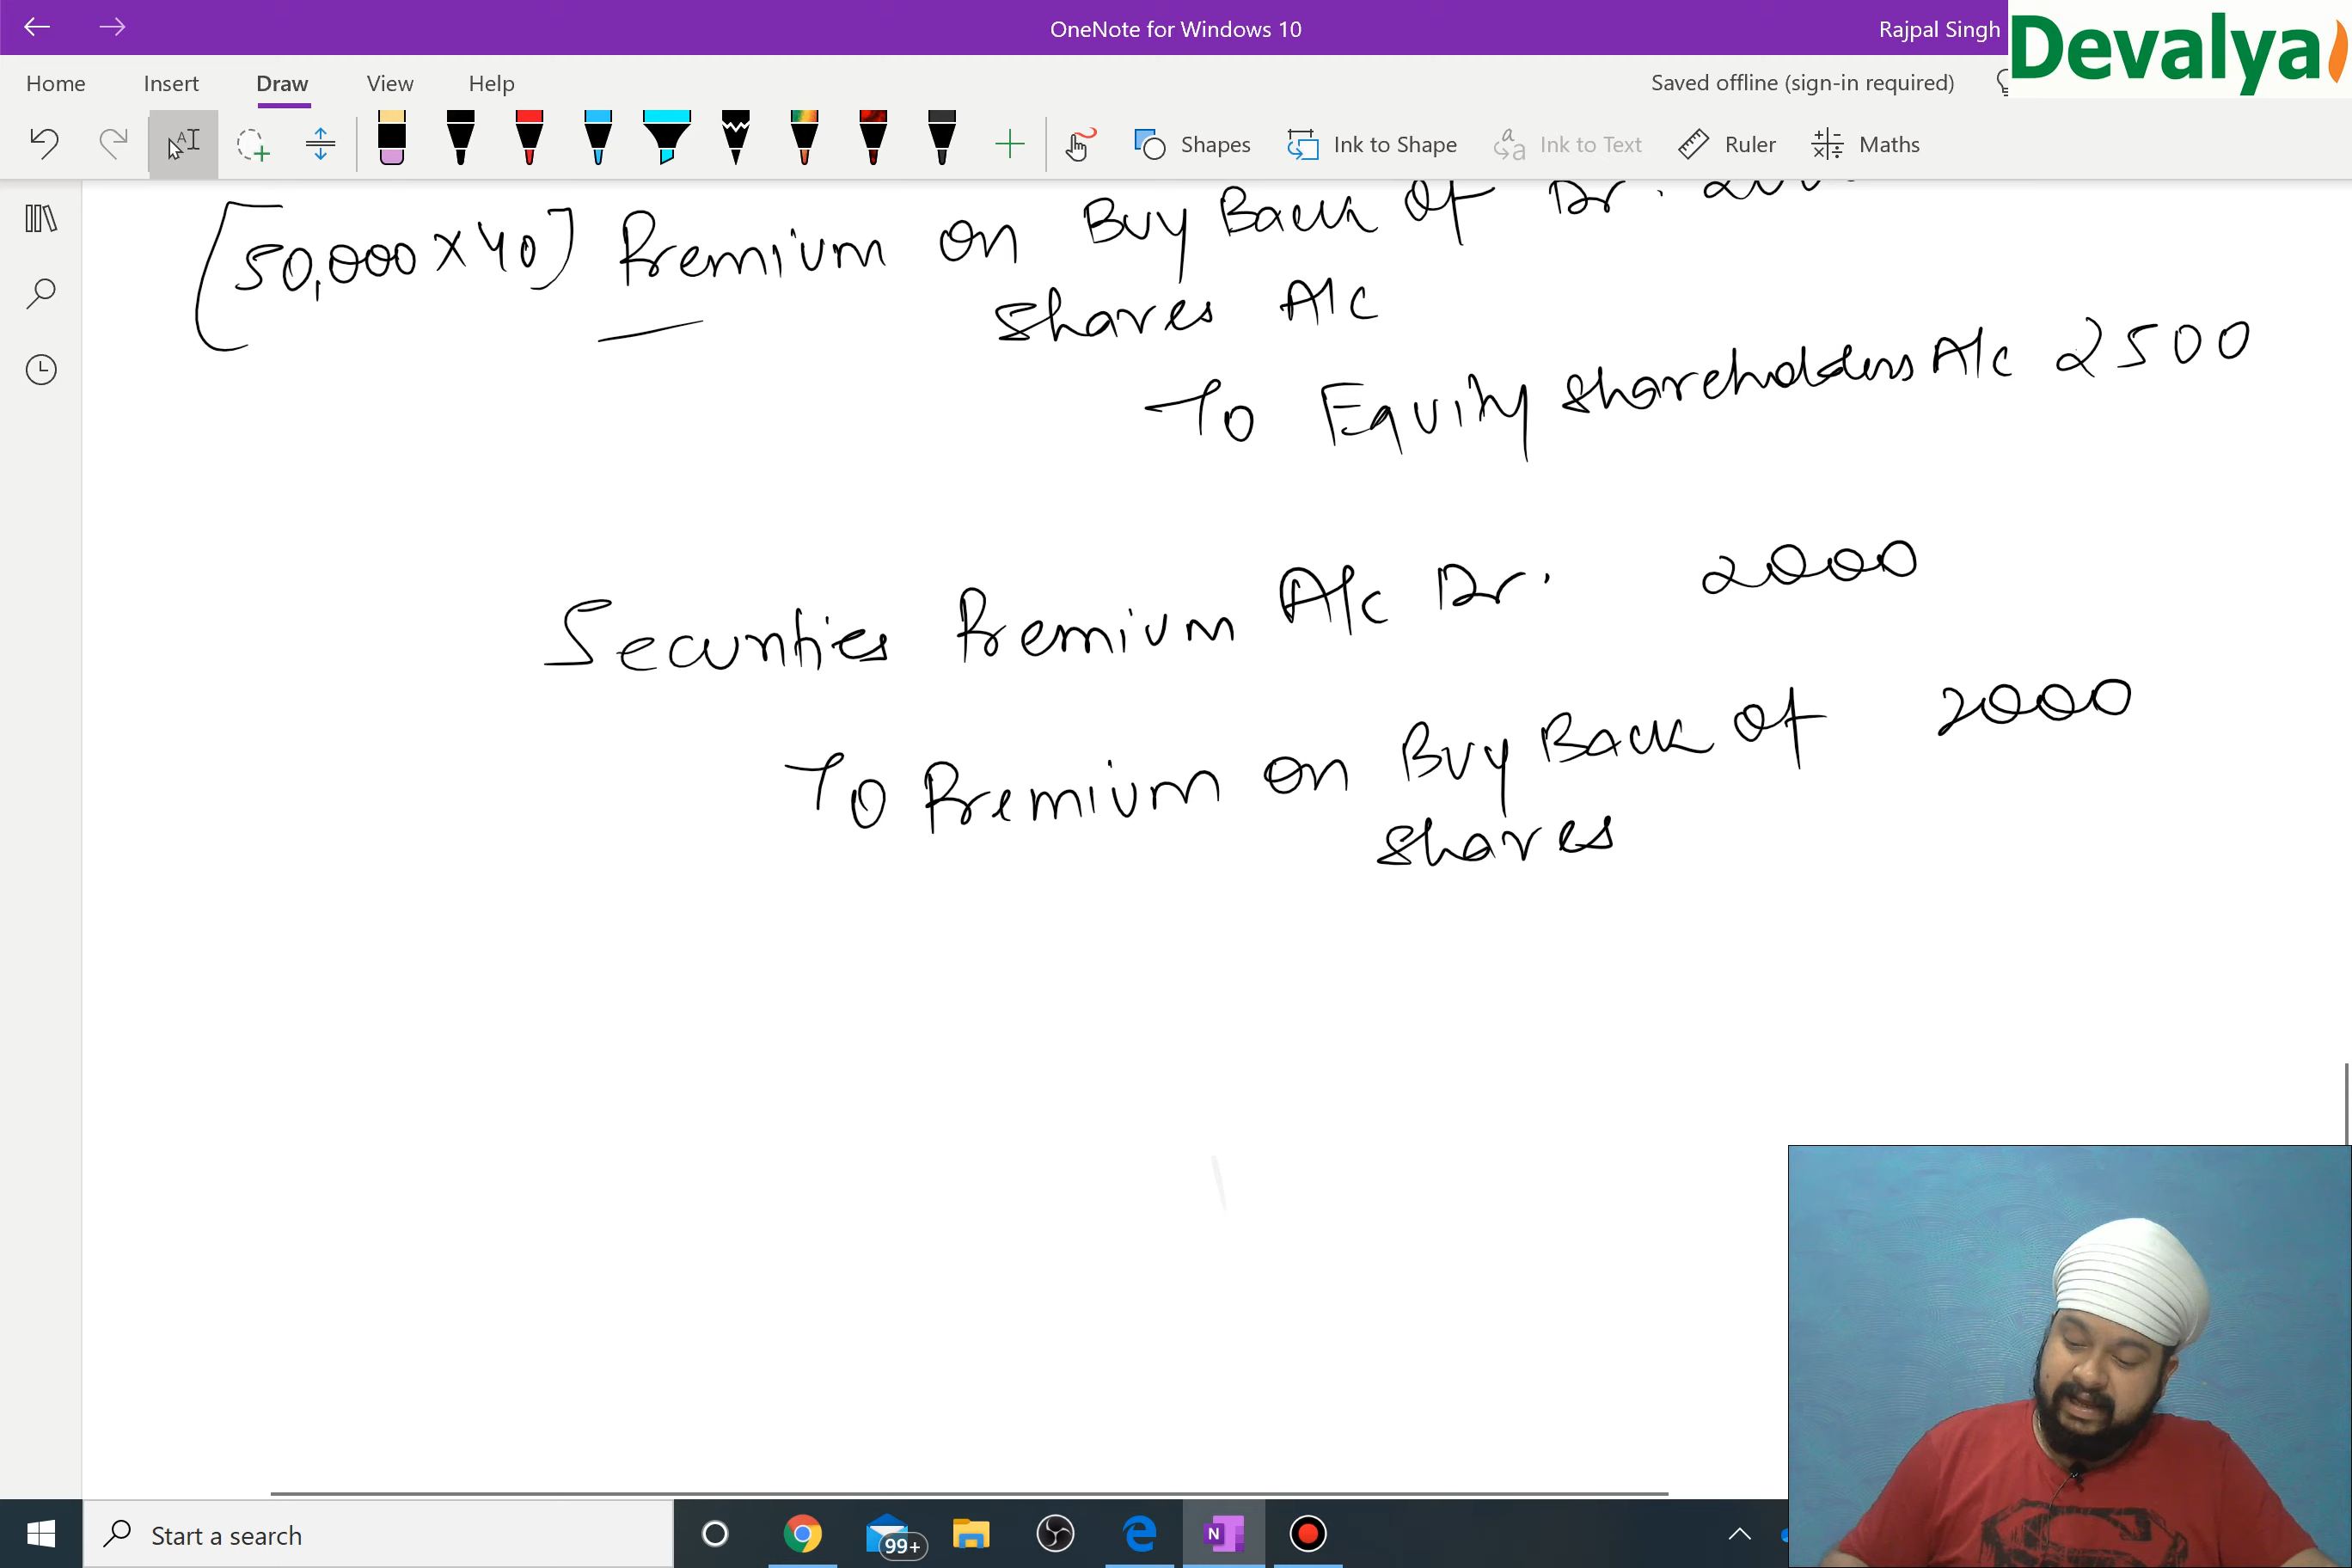 OneNote for Windows 10
Rajpal Singh
Devalya
Home Insert Draw View Help
Saved offline (sign-in required)
Shapes Ink to Shape Ink to Text Ruler Maths
[50,000 x 40] Premium on Buy Back of Dr.
Shares A/c
To Equity Shareholders A/c 2500
Securities Premium A/c Dr. 2000
To Premium on Buy Back of 2000
Shares
Start a search
99+
N